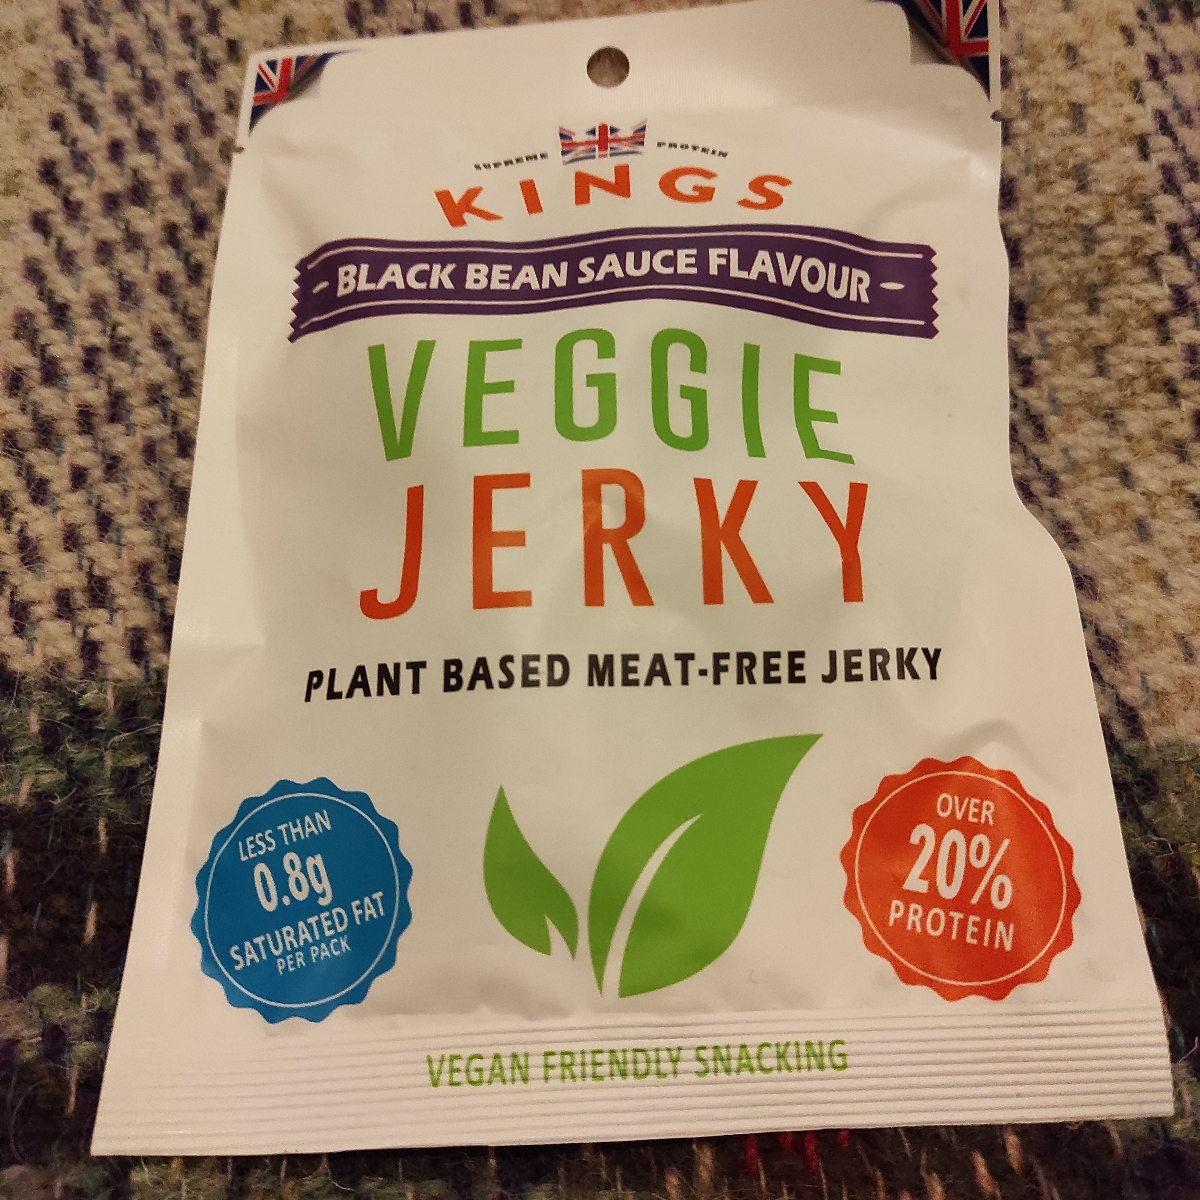 SUPREME PROTEIN
KINGS
- BLACK BEAN SAUCE FLAVOUR -
VEGGIE
JERKY
PLANT BASED MEAT-FREE JERKY
LESS THAN
0.8g
SATURATED FAT
PER PACK
OVER
20%
PROTEIN
VEGAN FRIENDLY SNACKING